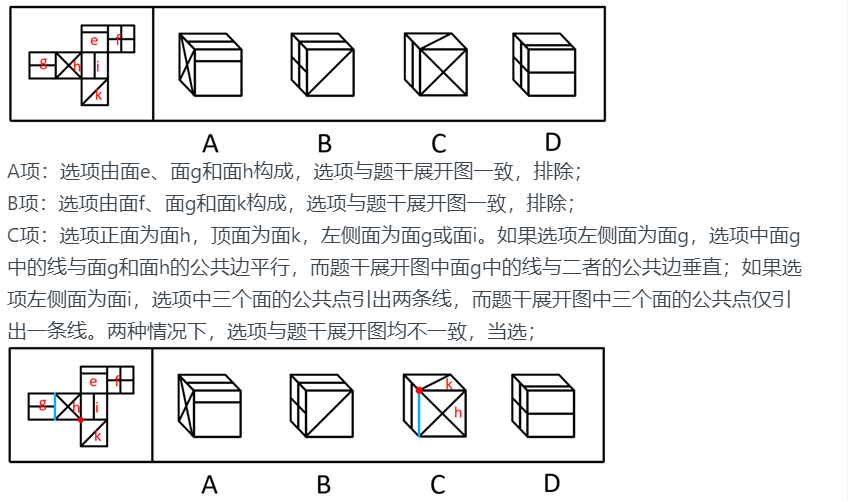 e f
g h i
k
A B C D
A项：选项由面e、面g和面h构成，选项与题干展开图一致，排除；
B项：选项由面f、面g和面k构成，选项与题干展开图一致，排除；
C项：选项正面为面h，顶面为面k，左侧面为面g或面i。如果选项左侧面为面g，选项中面g
中的线与面g和面h的公共边平行，而题干展开图中面g中的线与二者的公共边垂直；如果选
项左侧面为面i，选项中三个面的公共点引出两条线，而题干展开图中三个面的公共点仅引
出一条线。两种情况下，选项与题干展开图均不一致，当选；
e f
g h i
k
k
h
A B C D